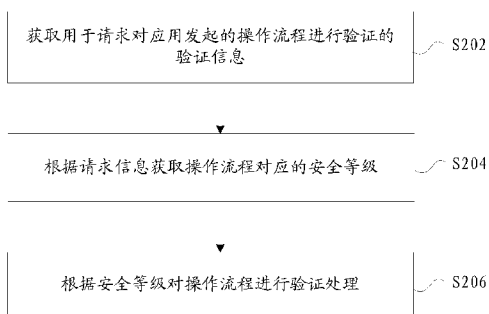 获取用于请求对应用发起的操作流程进行验证的
验证信息
S202
根据请求信息获取操作流程对应的安全等级
S204
根据安全等级对操作流程进行验证处理
S206